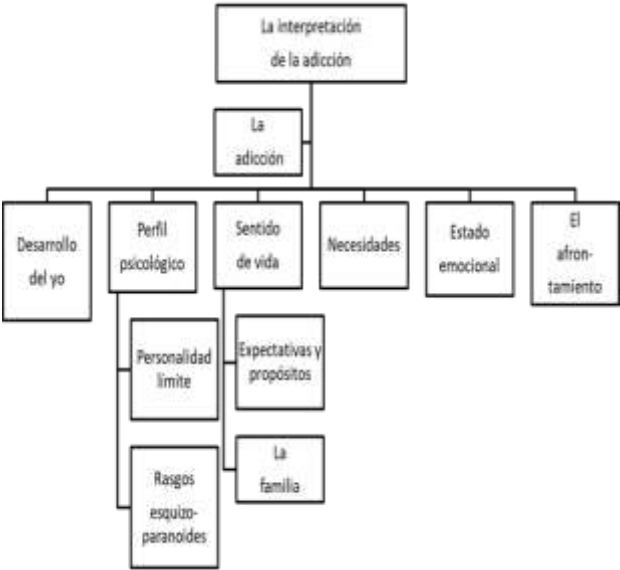 La interpretación
de la adicción
La
adicción
Desarrollo
del yo
Perfil
psicológico
Sentido
de vida
Necesidades
Estado
emocional
El
afron-
tamiento
Personalidad
límite
Expectativas y
propósitos
Rasgos
esquizo-
paranoides
La
familia